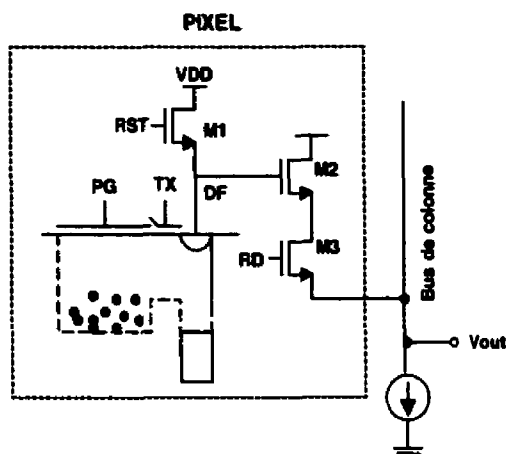 PIXEL
VDD
RST
M1
M2
PG
TX
DF
RD
M3
Bus de colonne
Vout